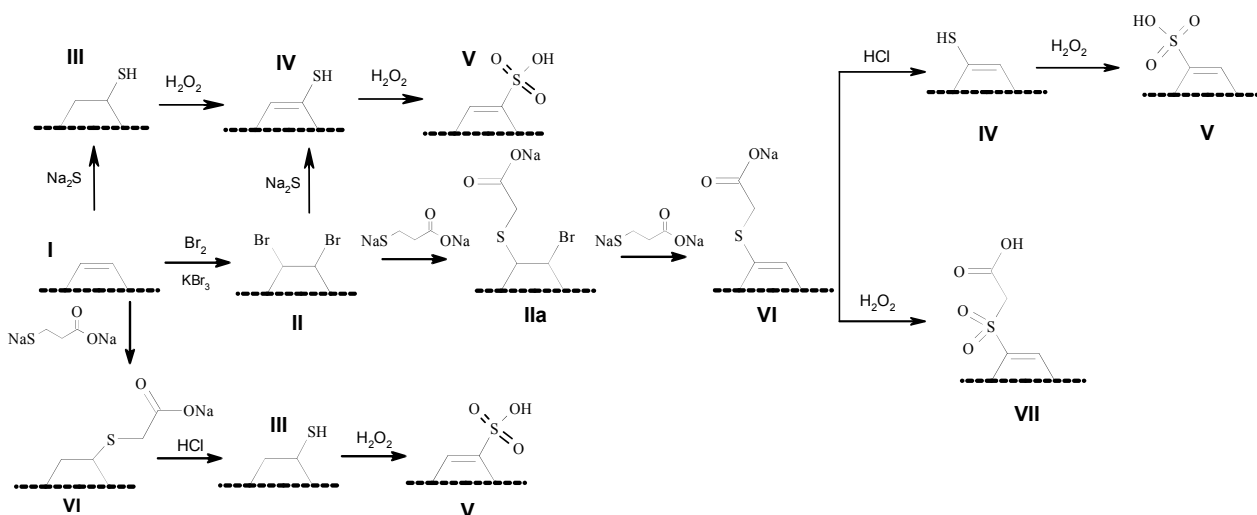 III
SH
H₂O₂
IV
SH
H₂O₂
V
O
OH
S
O
Na₂S
Na₂S
I
Br₂
KBr₃
Br
Br
II
NaS
O
ONa
ONa
O
S
Br
IIa
NaS
O
ONa
ONa
O
S
VI
HCl
HS
IV
H₂O₂
HO
O
S
O
V
H₂O₂
OH
O
O
S
O
VII
NaS
O
ONa
O
ONa
S
VI
HCl
III
SH
H₂O₂
O
OH
S
O
V